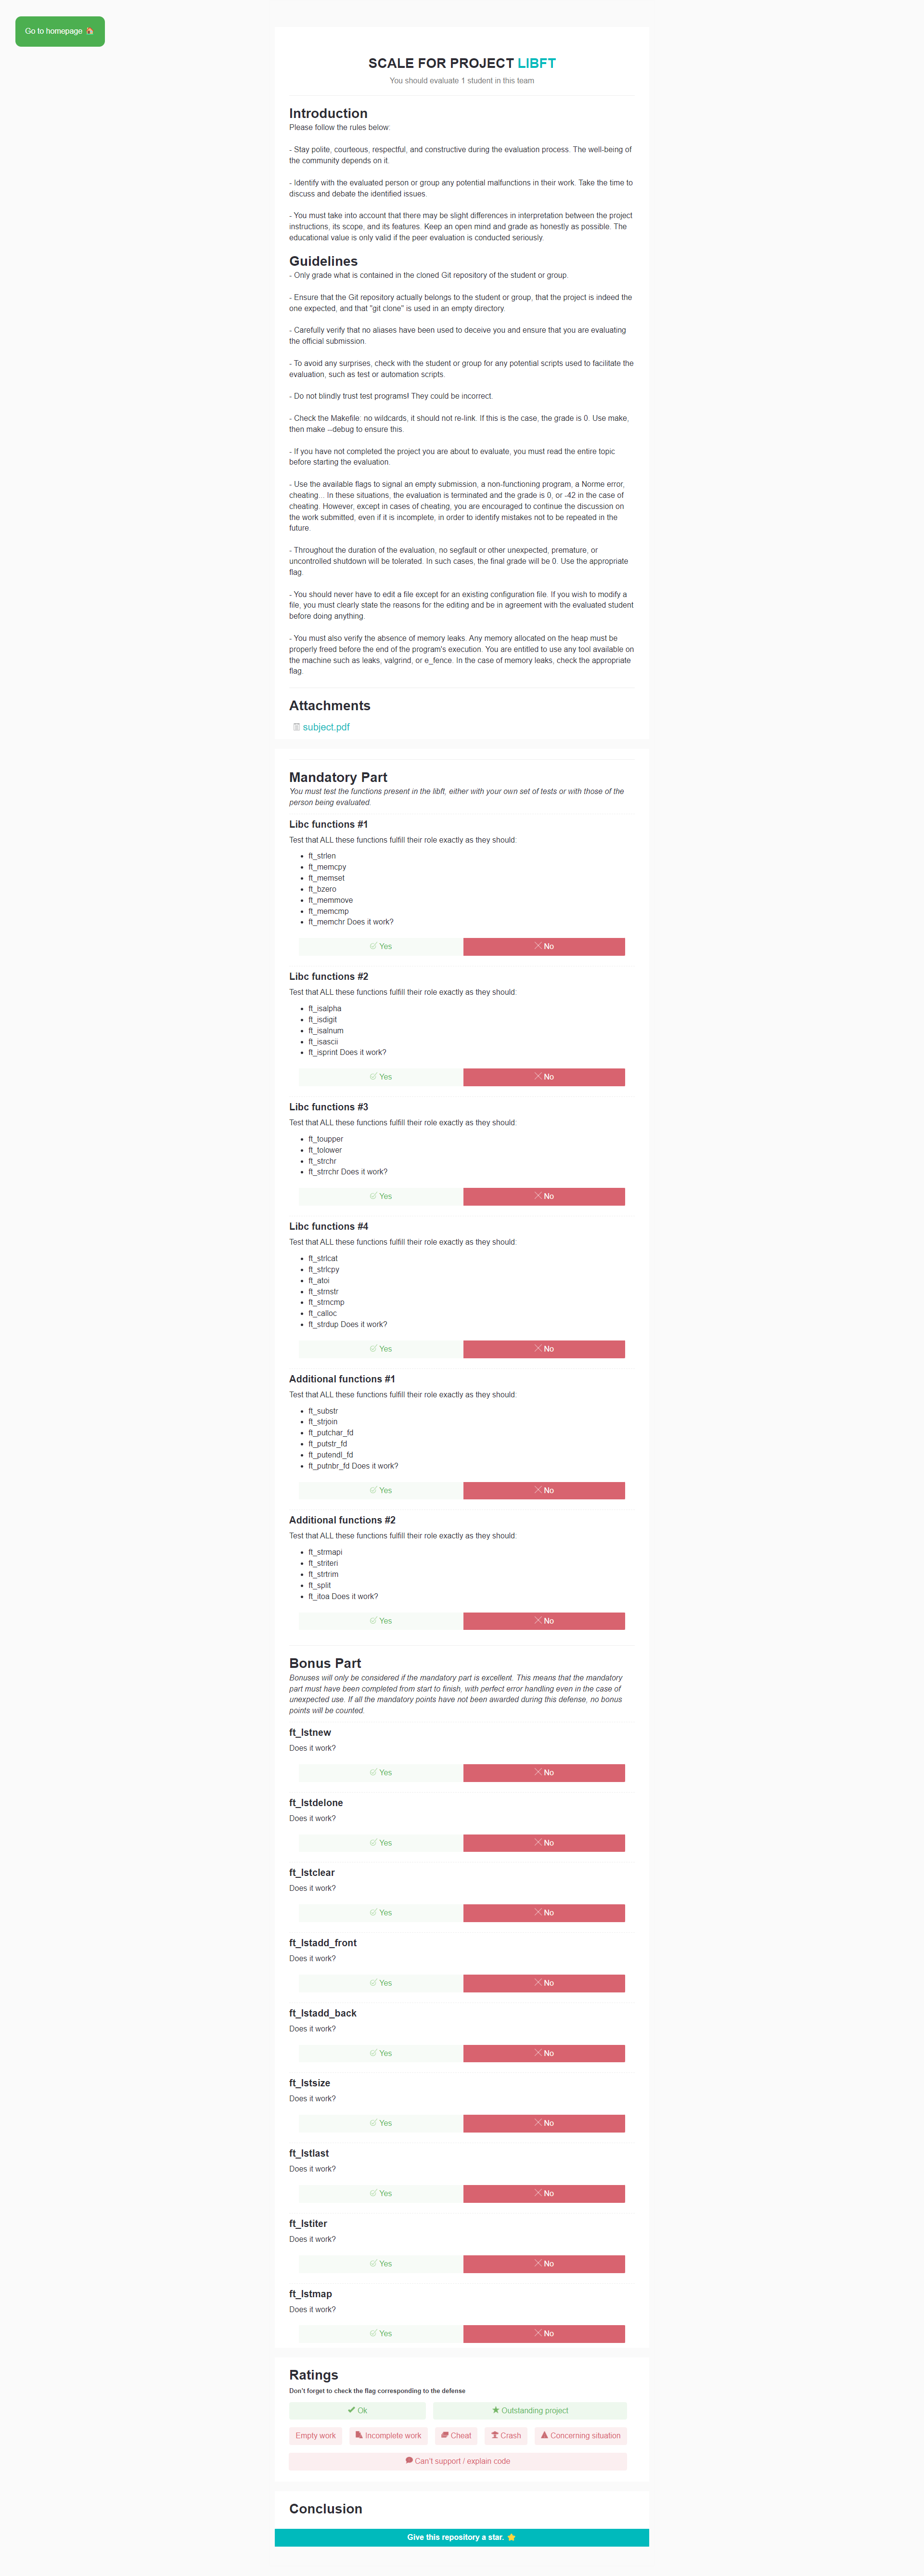 Go to homepage
SCALE FOR PROJECT LIBFT
You should evaluate 1 student in this team
Introduction
Please follow the rules below:
- Stay polite, courteous, respectful, and constructive during the evaluation process. The well-being of
the community depends on it.
- Identify with the evaluated person or group any potential malfunctions in their work. Take the time to
discuss and debate the identified issues.
- You must take into account that there may be slight differences in interpretation between the project
instructions, its scope, and its features. Keep an open mind and grade as honestly as possible. The
educational value is only valid if the peer evaluation is conducted seriously.
Guidelines
- Only grade what is contained in the cloned Git repository of the student or group.
- Ensure that the Git repository actually belongs to the student or group, that the project is indeed the
one expected, and that "git clone" is used in an empty directory.
- Carefully verify that no aliases have been used to deceive you and ensure that you are evaluating
the official submission.
- To avoid any surprises, check with the student or group for any potential scripts used to facilitate the
evaluation, such as test or automation scripts.
- Do not blindly trust test programs! They could be incorrect.
- Check the Makefile: no wildcards, it should not re-link. If this is the case, the grade is 0. Use make,
then make --debug to ensure this.
- If you have not completed the project you are about to evaluate, you must read the entire topic
before starting the evaluation.
- Use the available flags to signal an empty submission, a non-functioning program, a Norme error,
cheating... In these situations, the evaluation is terminated and the grade is 0, or -42 in the case of
cheating. However, except in cases of cheating, you are encouraged to continue the discussion on
the work submitted, even if it is incomplete, in order to identify mistakes not to be repeated in the
future.
- Throughout the duration of the evaluation, no segfault or other unexpected, premature, or
uncontrolled shutdown will be tolerated. In such cases, the final grade will be 0. Use the appropriate
flag.
- You should never have to edit a file except for an existing configuration file. If you wish to modify a
file, you must clearly state the reasons for the editing and be in agreement with the evaluated student
before doing anything.
- You must also verify the absence of memory leaks. Any memory allocated on the heap must be
properly freed before the end of the program's execution. You are entitled to use any tool available on
the machine such as leaks, valgrind, or e_fence. In the case of memory leaks, check the appropriate
flag.
Attachments
subject.pdf
Mandatory Part
You must test the functions present in the libft, either with your own set of tests or with those of the
person being evaluated.
Libc functions #1
Test that ALL these functions fulfill their role exactly as they should:
• ft_strlen
• ft_memcpy
• ft_memset
• ft_bzero
• ft_memmove
• ft_memcmp
• ft_memchr Does it work?
Yes No
Libc functions #2
Test that ALL these functions fulfill their role exactly as they should:
• ft_isalpha
• ft_isdigit
• ft_isalnum
• ft_isascii
• ft_isprint Does it work?
Yes No
Libc functions #3
Test that ALL these functions fulfill their role exactly as they should:
• ft_toupper
• ft_tolower
• ft_strchr
• ft_strrchr Does it work?
Yes No
Libc functions #4
Test that ALL these functions fulfill their role exactly as they should:
• ft_strlcat
• ft_strlcpy
• ft_atoi
• ft_strnstr
• ft_strncmp
• ft_calloc
• ft_strdup Does it work?
Yes No
Additional functions #1
Test that ALL these functions fulfill their role exactly as they should:
• ft_substr
• ft_strjoin
• ft_putchar_fd
• ft_putstr_fd
• ft_putendl_fd
• ft_putnbr_fd Does it work?
Yes No
Additional functions #2
Test that ALL these functions fulfill their role exactly as they should:
• ft_strmapi
• ft_striteri
• ft_strtrim
• ft_split
• ft_itoa Does it work?
Yes No
Bonus Part
Bonuses will only be considered if the mandatory part is excellent. This means that the mandatory
part must have been completed from start to finish, with perfect error handling even in the case of
unexpected use. If all the mandatory points have not been awarded during this defense, no bonus
points will be counted.
ft_lstnew
Does it work?
Yes No
ft_lstdelone
Does it work?
Yes No
ft_lstclear
Does it work?
Yes No
ft_lstadd_front
Does it work?
Yes No
ft_lstadd_back
Does it work?
Yes No
ft_lstsize
Does it work?
Yes No
ft_lstlast
Does it work?
Yes No
ft_lstiter
Does it work?
Yes No
ft_lstmap
Does it work?
Yes No
Ratings
Don't forget to check the flag corresponding to the defense
Ok Outstanding project
Empty work Incomplete work Cheat Crash Concerning situation
Can't support / explain code
Conclusion
Give this repository a star.